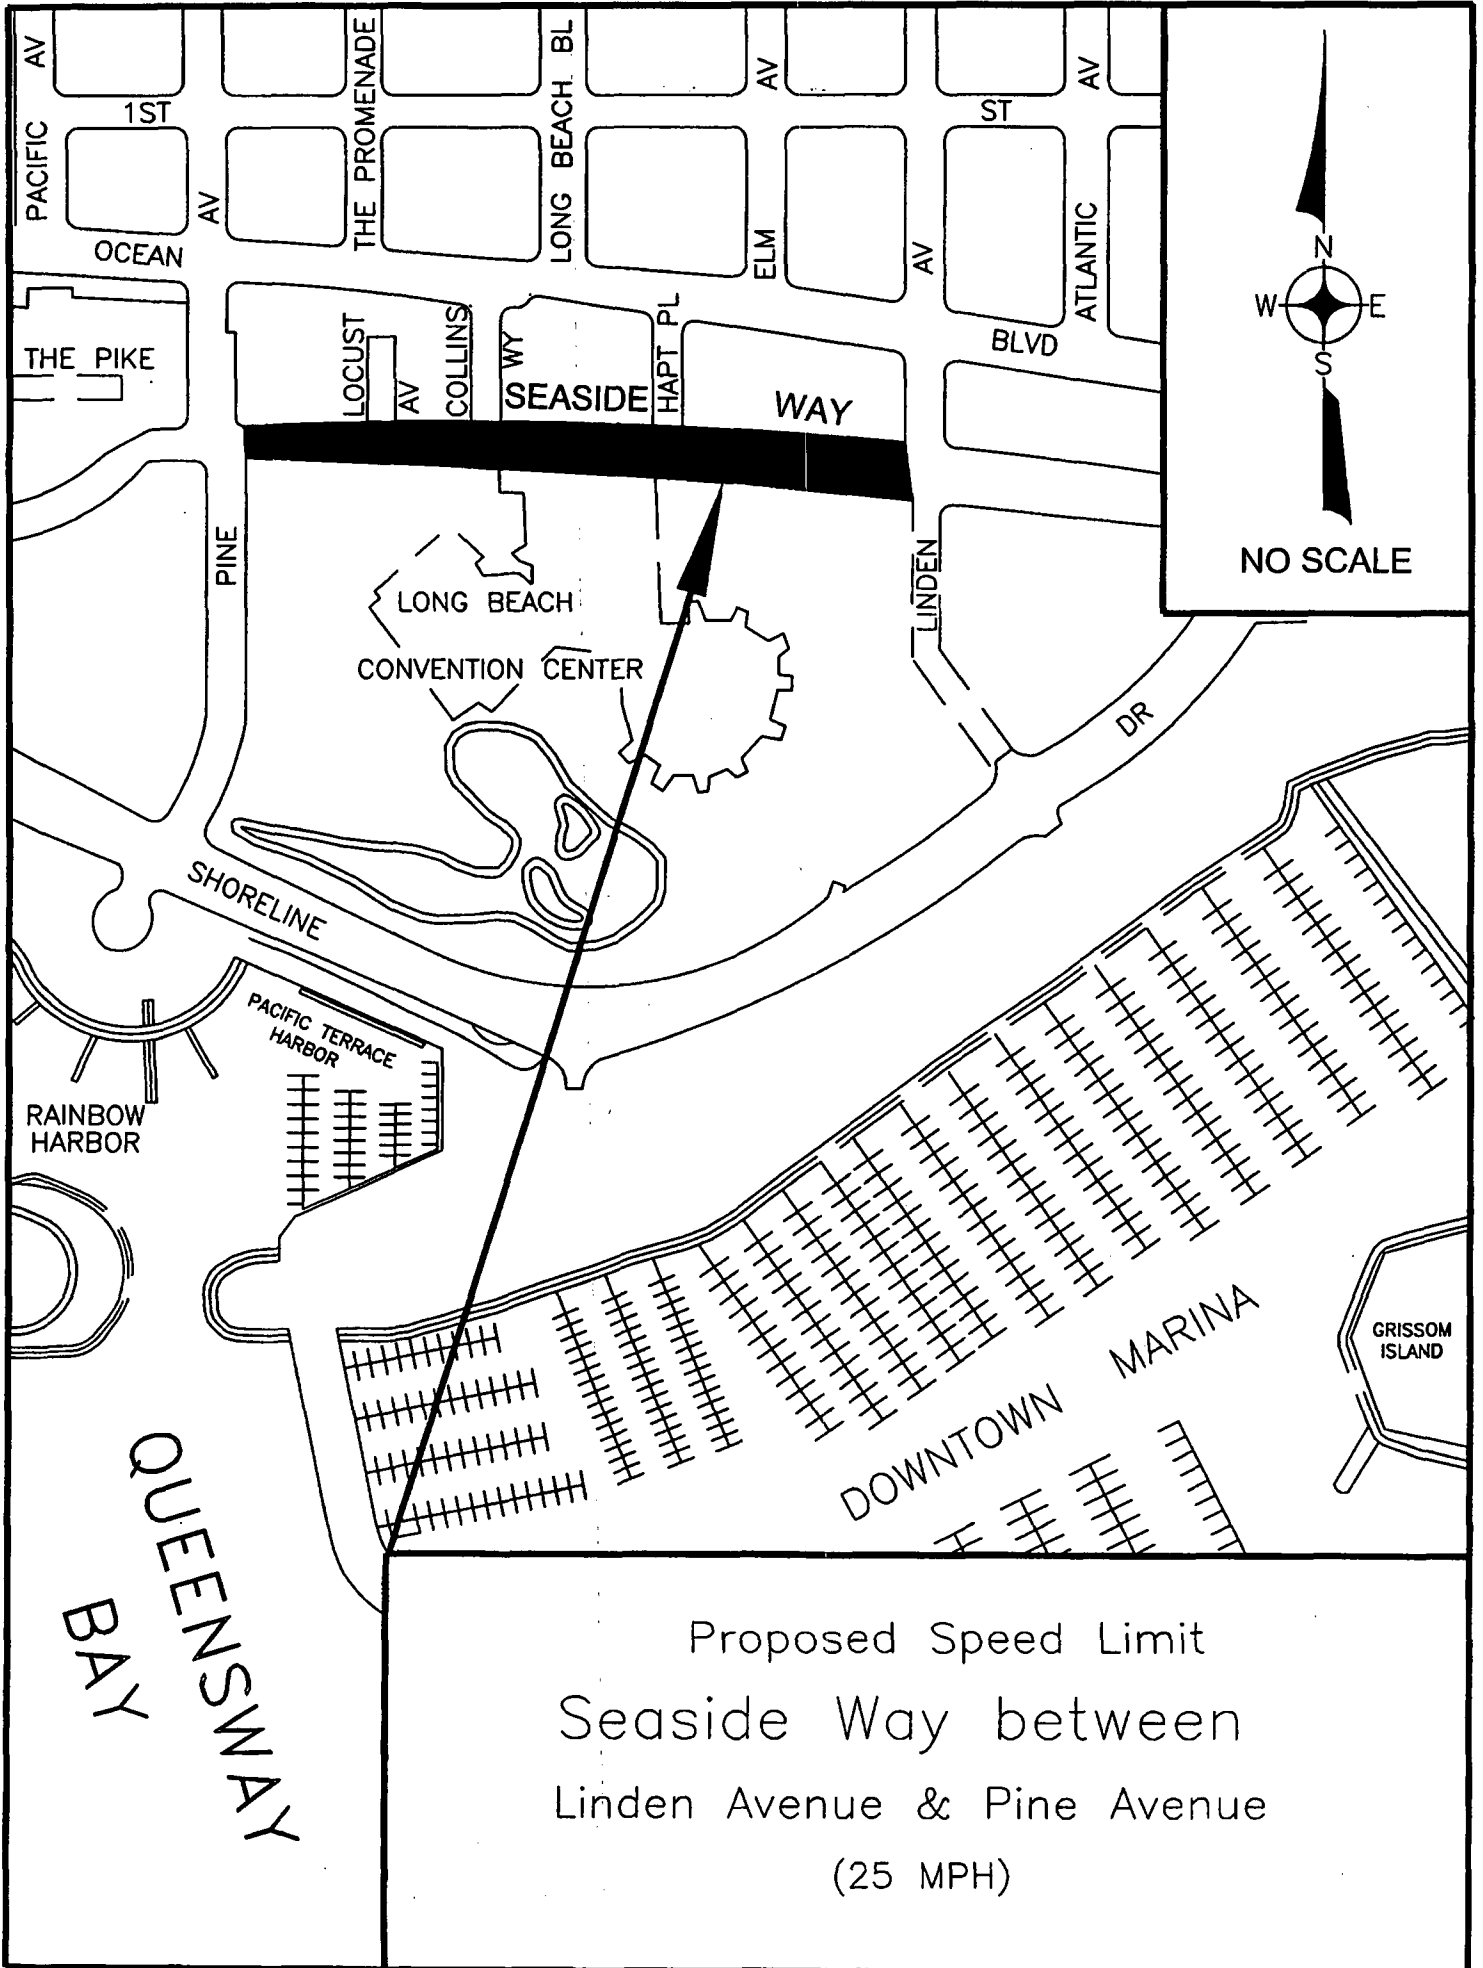 PACIFIC AV
1ST
ST
AV
THE PROMENADE
LONG BEACH BL
ELM AV
AV
ATLANTIC AV
OCEAN
BLVD
THE PIKE
LOCUST
AV
COLLINS
WY
HAPT PL
SEASIDE WAY
PINE
LINDEN
LONG BEACH
CONVENTION CENTER
SHORELINE
DR
N
W E
S
NO SCALE
PACIFIC TERRACE
HARBOR
RAINBOW
HARBOR
GRISSOM
ISLAND
DOWNTOWN MARINA
QUEENSWAY
BAY
Proposed Speed Limit
Seaside Way between
Linden Avenue & Pine Avenue
(25 MPH)